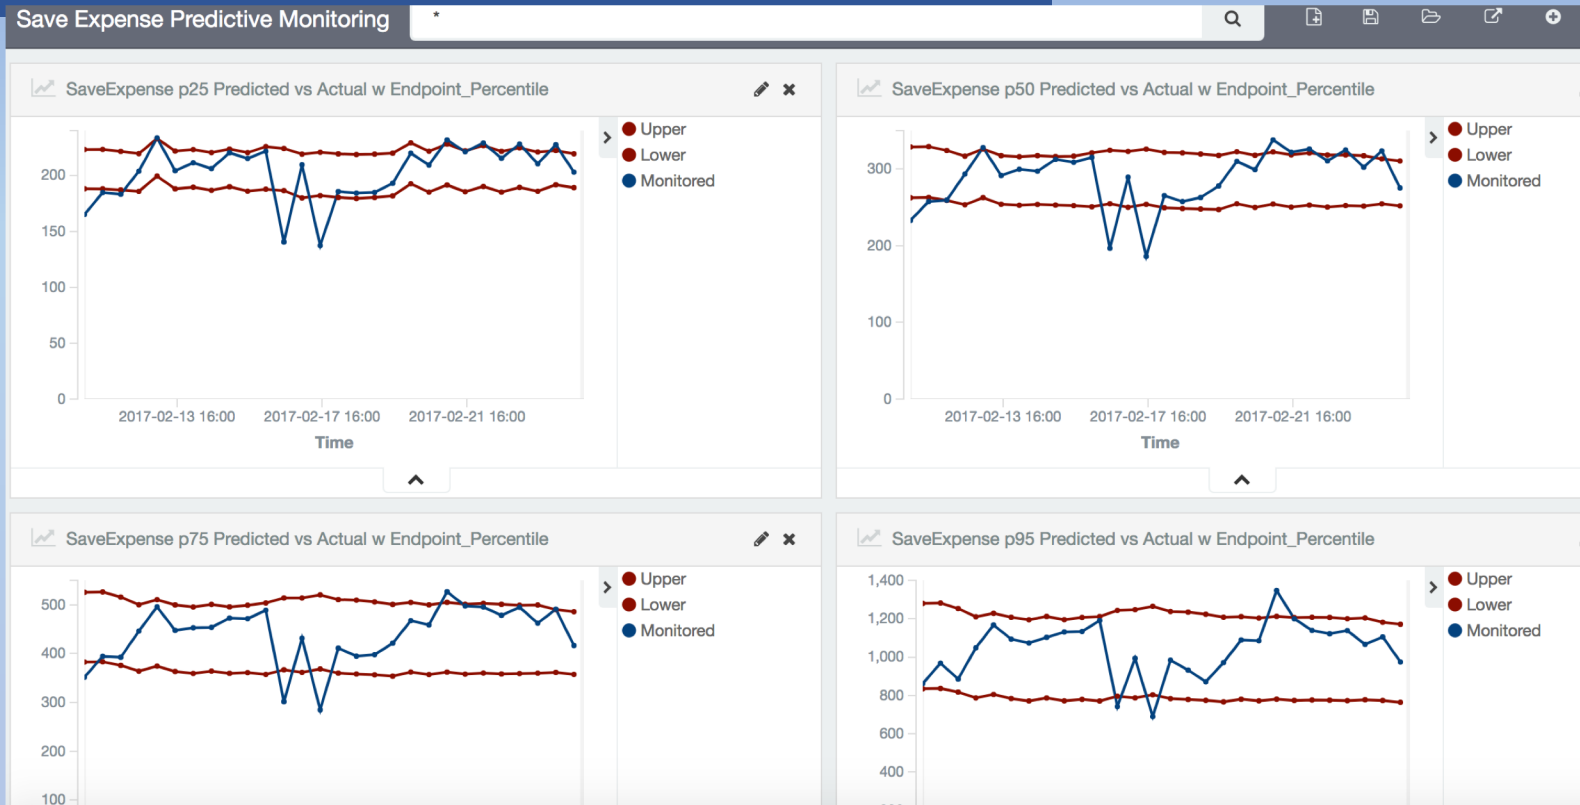 Save Expense Predictive Monitoring
*
SaveExpense p25 Predicted vs Actual w Endpoint_Percentile
Upper
Lower
Monitored
200
150
100
50
0
2017-02-13 16:00
2017-02-17 16:00
2017-02-21 16:00
Time
SaveExpense p50 Predicted vs Actual w Endpoint_Percentile
Upper
Lower
Monitored
300
200
100
0
2017-02-13 16:00
2017-02-17 16:00
2017-02-21 16:00
Time
SaveExpense p75 Predicted vs Actual w Endpoint_Percentile
Upper
Lower
Monitored
500
400
300
200
100
SaveExpense p95 Predicted vs Actual w Endpoint_Percentile
Upper
Lower
Monitored
1,400
1,200
1,000
800
600
400